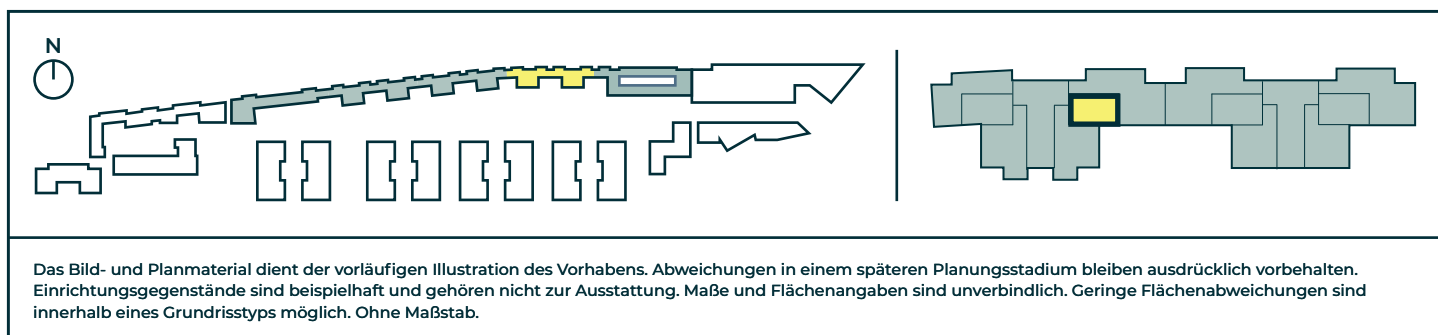 N
Das Bild- und Planmaterial dient der vorläufigen Illustration des Vorhabens. Abweichungen in einem späteren Planungsstadium bleiben ausdrücklich vorbehalten.
Einrichtungsgegenstände sind beispielhaft und gehören nicht zur Ausstattung. Maße und Flächenangaben sind unverbindlich. Geringe Flächenabweichungen sind
innerhalb eines Grundrisstyps möglich. Ohne Maßstab.